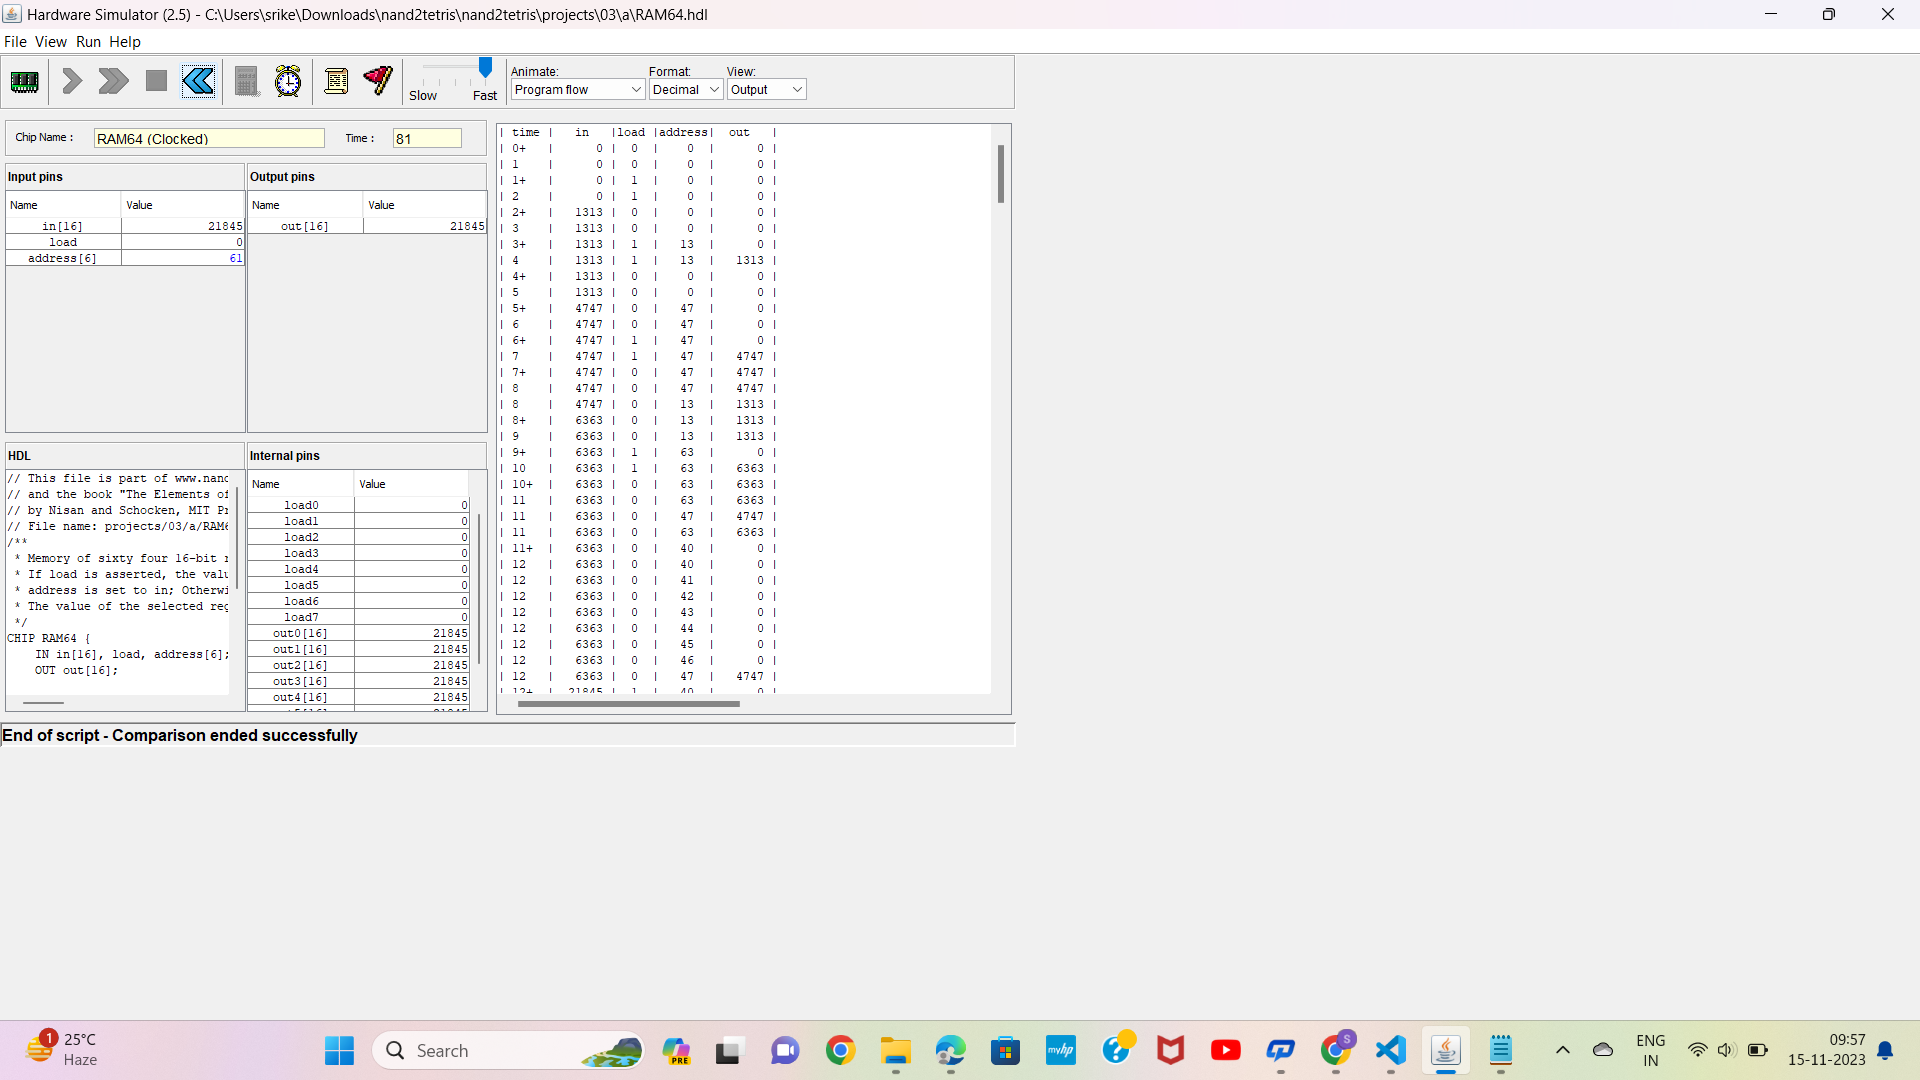 Hardware Simulator (2.5) - C:\Users\srike\Downloads\nand2tetris\nand2tetris\projects\03\a\RAM64.hdl
File View Run Help
Slow Fast
Animate: Format: View:
Program flow Decimal Output
Chip Name : RAM64 (Clocked) Time : 81
Input pins
Name Value
in[16] 21845
load 0
address[6] 61
Output pins
Name Value
out[16] 21845
HDL
// This file is part of www.nand
// and the book "The Elements of
// by Nisan and Schocken, MIT Pr
// File name: projects/03/a/RAM6
/**
* Memory of sixty four 16-bit r
* If load is asserted, the valu
* address is set to in; Otherwi
* The value of the selected reg
*/
CHIP RAM64 {
IN in[16], load, address[6];
OUT out[16];
Internal pins
Name Value
load0 0
load1 0
load2 0
load3 0
load4 0
load5 0
load6 0
load7 0
out0[16] 21845
out1[16] 21845
out2[16] 21845
out3[16] 21845
out4[16] 21845
| time | in |load |address| out |
| 0+ | 0 | 0 | 0 | 0 |
| 1 | 0 | 0 | 0 | 0 |
| 1+ | 0 | 1 | 0 | 0 |
| 2 | 0 | 1 | 0 | 0 |
| 2+ | 1313 | 0 | 0 | 0 |
| 3 | 1313 | 0 | 0 | 0 |
| 3+ | 1313 | 1 | 13 | 0 |
| 4 | 1313 | 1 | 13 | 1313 |
| 4+ | 1313 | 0 | 0 | 0 |
| 5 | 1313 | 0 | 0 | 0 |
| 5+ | 4747 | 0 | 47 | 0 |
| 6 | 4747 | 0 | 47 | 0 |
| 6+ | 4747 | 1 | 47 | 0 |
| 7 | 4747 | 1 | 47 | 4747 |
| 7+ | 4747 | 0 | 47 | 4747 |
| 8 | 4747 | 0 | 47 | 4747 |
| 8 | 4747 | 0 | 13 | 1313 |
| 8+ | 6363 | 0 | 13 | 1313 |
| 9 | 6363 | 0 | 13 | 1313 |
| 9+ | 6363 | 1 | 63 | 0 |
| 10 | 6363 | 1 | 63 | 6363 |
| 10+ | 6363 | 0 | 63 | 6363 |
| 11 | 6363 | 0 | 63 | 6363 |
| 11 | 6363 | 0 | 47 | 4747 |
| 11 | 6363 | 0 | 63 | 6363 |
| 11+ | 6363 | 0 | 40 | 0 |
| 12 | 6363 | 0 | 40 | 0 |
| 12 | 6363 | 0 | 41 | 0 |
| 12 | 6363 | 0 | 42 | 0 |
| 12 | 6363 | 0 | 43 | 0 |
| 12 | 6363 | 0 | 44 | 0 |
| 12 | 6363 | 0 | 45 | 0 |
| 12 | 6363 | 0 | 46 | 0 |
| 12 | 6363 | 0 | 47 | 4747 |
| 12+ | 21845 | 1 | 40 | 0 |
End of script - Comparison ended successfully
1 25°C
Haze
Search
PRE
myhp
?
S
ENG
IN
09:57
15-11-2023